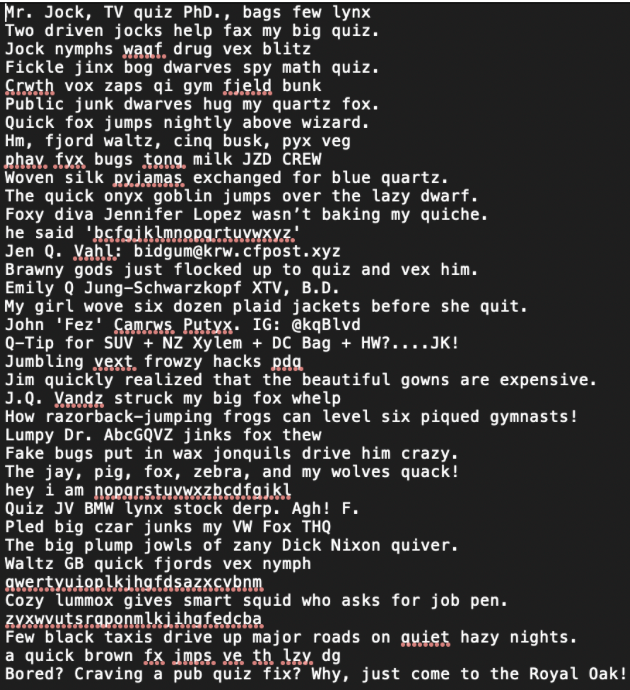 Mr. Jock, TV quiz PhD., bags few lynx
Two driven jocks help fax my big quiz.
Jock nymphs waqf drug vex blitz
Fickle jinx bog dwarves spy math quiz.
Crwth vox zaps qi gym fjeld bunk
Public junk dwarves hug my quartz fox.
Quick fox jumps nightly above wizard.
Hm, fjord waltz, cinq busk, pyx veg
phav fyx bugs tonq milk JZD CREW
Woven silk pyjamas exchanged for blue quartz.
The quick onyx goblin jumps over the lazy dwarf.
Foxy diva Jennifer Lopez wasn’t baking my quiche.
he said 'bcfgjklmnopqrtuvwxyz'
Jen Q. Vahl: bidgum@krw.cfpost.xyz
Brawny gods just flocked up to quiz and vex him.
Emily Q Jung-Schwarzkopf XTV, B.D.
My girl wove six dozen plaid jackets before she quit.
John 'Fez' Camrws Putyx. IG: @kqBlvd
Q-Tip for SUV + NZ Xylem + DC Bag + HW?....JK!
Jumbling vext frowzy hacks pdq
Jim quickly realized that the beautiful gowns are expensive.
J.Q. Vandz struck my big fox whelp
How razorback-jumping frogs can level six piqued gymnasts!
Lumpy Dr. AbcGQVZ jinks fox thew
Fake bugs put in wax jonquils drive him crazy.
The jay, pig, fox, zebra, and my wolves quack!
hey i am nopqrstuvwxzbcdfgjkl
Quiz JV BMW lynx stock derp. Agh! F.
Pled big czar junks my VW Fox THQ
The big plump jowls of zany Dick Nixon quiver.
Waltz GB quick fjords vex nymph
qwertyuioplkjhgfdsazxcvbnm
Cozy lummox gives smart squid who asks for job pen.
zyxwvutsrqponmlkjihgfedcba
Few black taxis drive up major roads on quiet hazy nights.
a quick brown fx jmps ve th lzy dg
Bored? Craving a pub quiz fix? Why, just come to the Royal Oak!